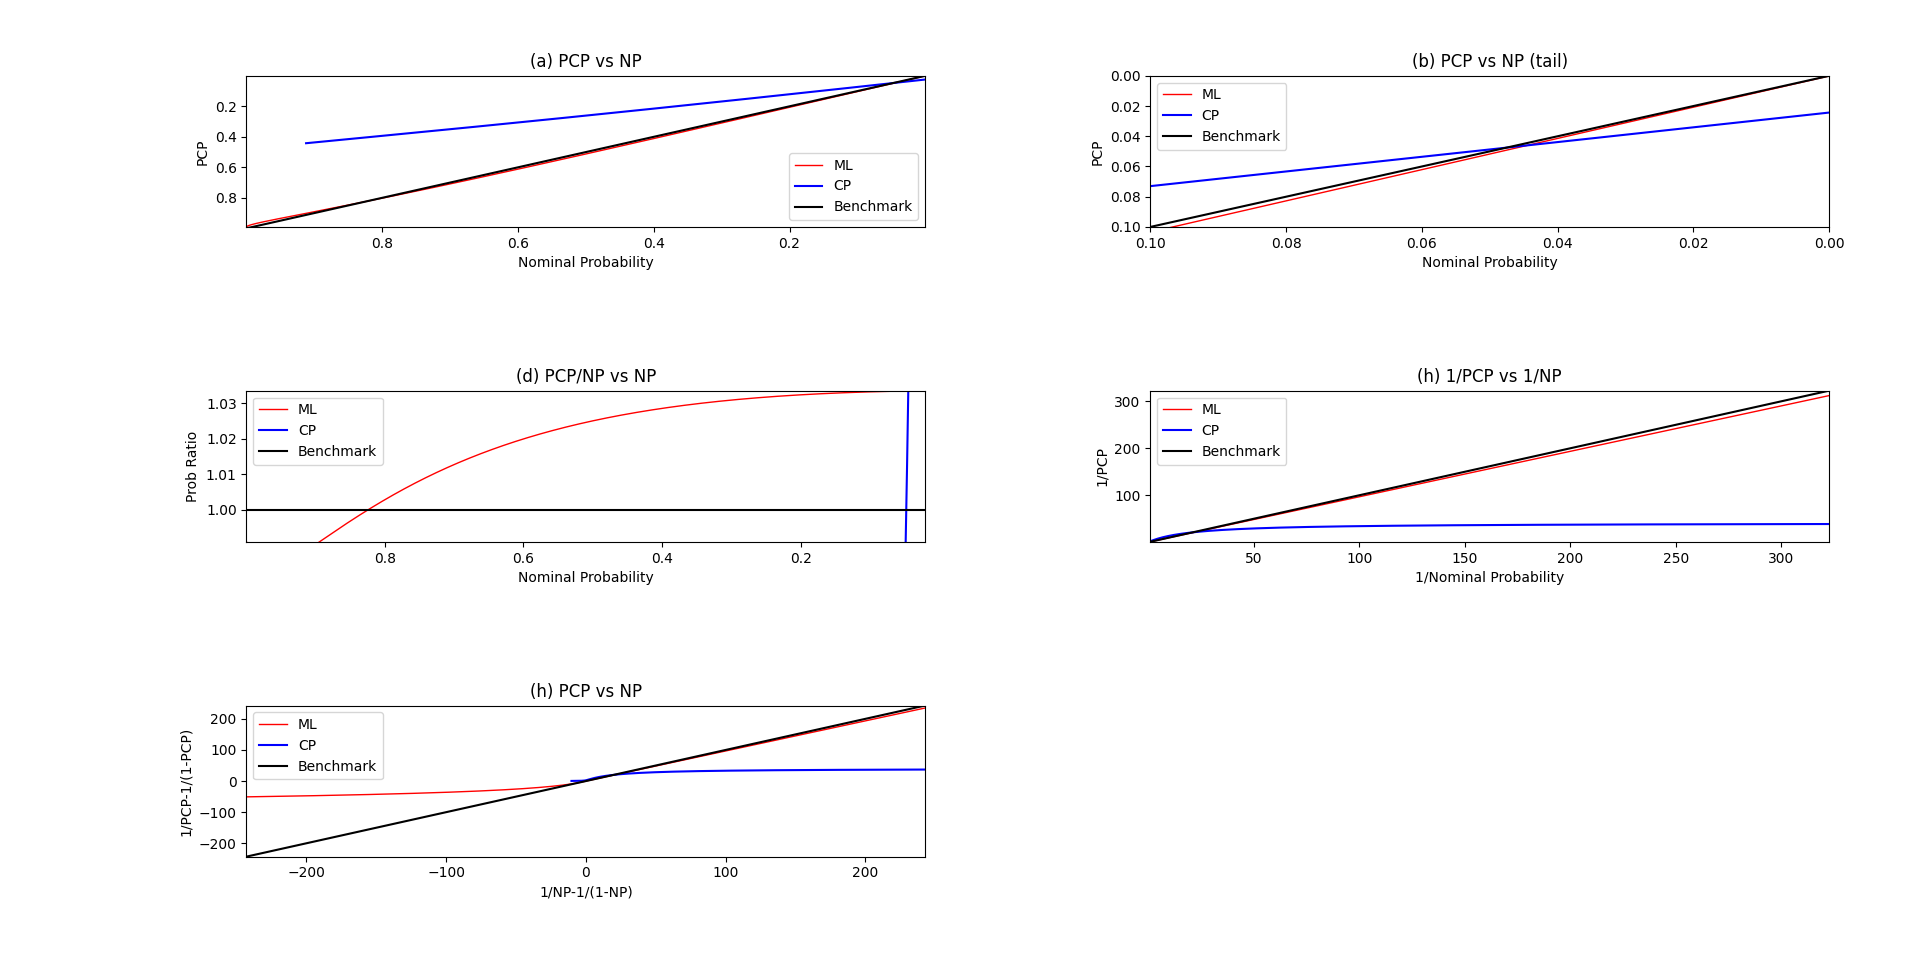 (a) PCP vs NP
PCP
0.2
0.4
0.6
0.8
0.8 0.6 0.4 0.2
Nominal Probability
ML
CP
Benchmark
(b) PCP vs NP (tail)
PCP
0.00
0.02
0.04
0.06
0.08
0.10
0.10 0.08 0.06 0.04 0.02 0.00
Nominal Probability
ML
CP
Benchmark
(d) PCP/NP vs NP
Prob Ratio
1.03
1.02
1.01
1.00
0.8 0.6 0.4 0.2
Nominal Probability
ML
CP
Benchmark
(h) 1/PCP vs 1/NP
1/PCP
300
200
100
50 100 150 200 250 300
1/Nominal Probability
ML
CP
Benchmark
(h) PCP vs NP
1/PCP-1/(1-PCP)
200
100
0
−100
−200
−200 −100 0 100 200
1/NP-1/(1-NP)
ML
CP
Benchmark